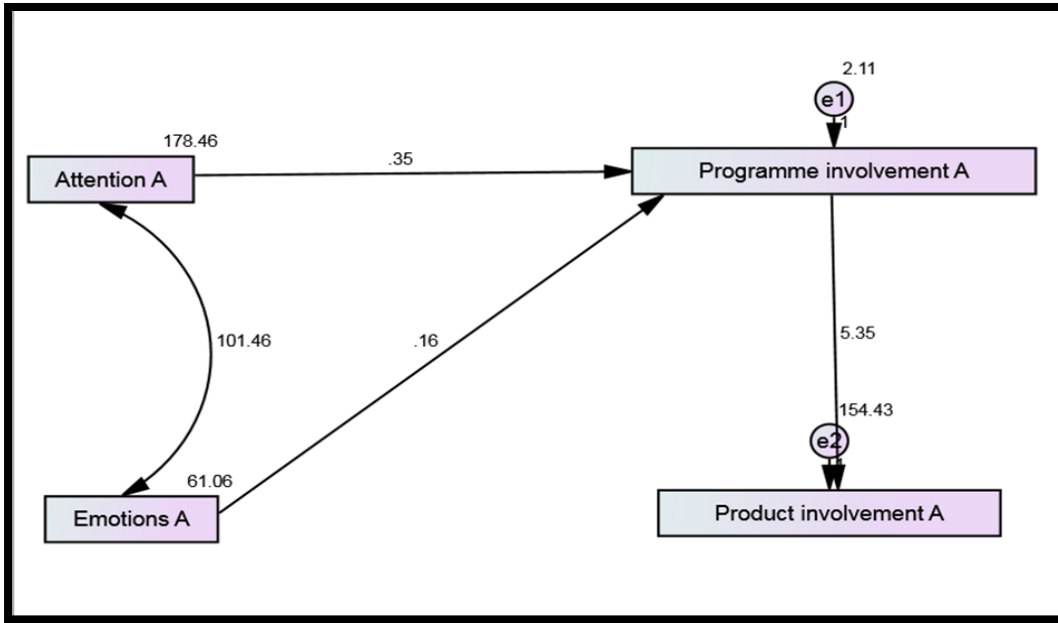 2.11
e1
1
178.46
.35
Attention A
Programme involvement A
101.46
.16
5.35
154.43
e2
61.06
Emotions A
Product involvement A